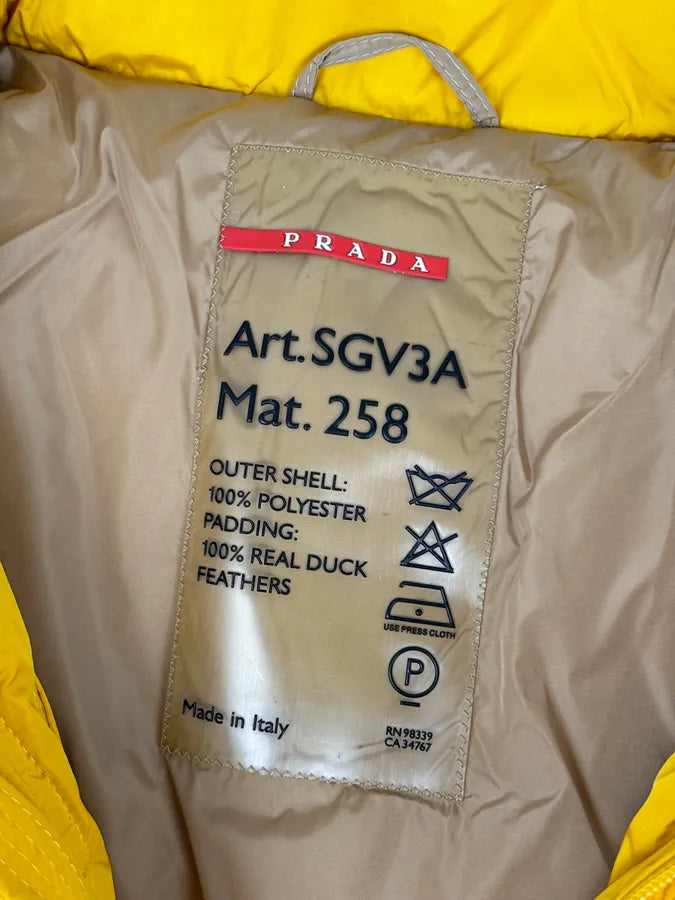 PRADA
Art. SGV3A
Mat. 258
OUTER SHELL:
100% POLYESTER
PADDING:
100% REAL DUCK
FEATHERS
USE PRESS CLOTH
P
Made in Italy
RN 98339
CA 34767